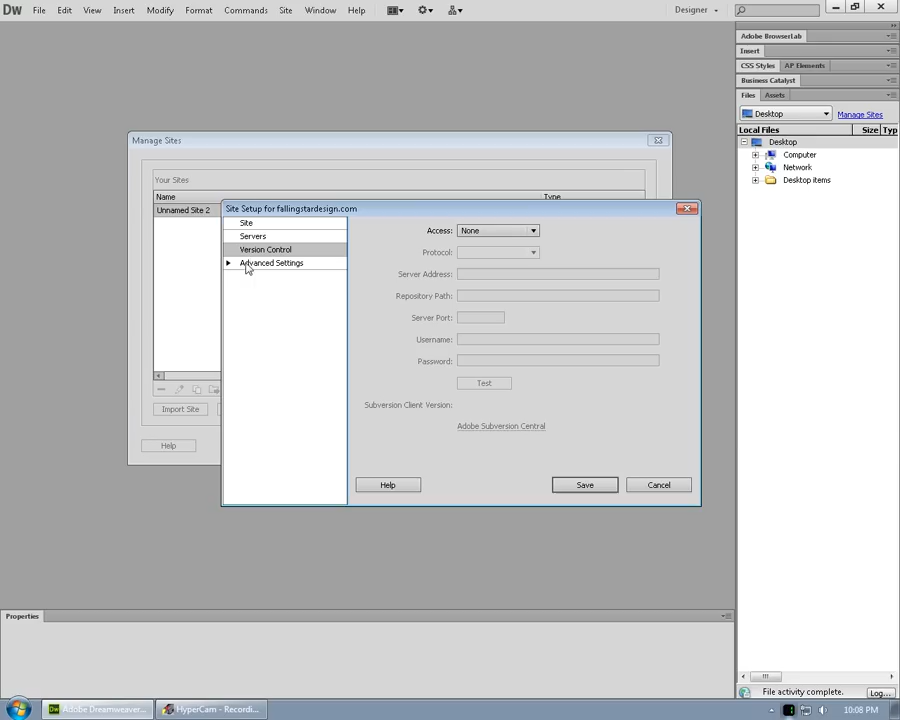 Dw File Edit View Insert Modify Format Commands Site Window Help Designer
Adobe BrowserLab
Insert
CSS Styles AP Elements
Business Catalyst
Files Assets
Desktop Manage Sites
Local Files Size Typ
Desktop
Computer
Network
Desktop items
Manage Sites
Your Sites
Name Type
Unnamed Site 2
Import Site
Help
Site Setup for fallingstardesign.com
Site
Servers
Version Control
Advanced Settings
Access: None
Protocol:
Server Address:
Repository Path:
Server Port:
Username:
Password:
Test
Subversion Client Version:
Adobe Subversion Central
Help Save Cancel
Properties
File activity complete. Log...
Dw Adobe Dreamweaver... HyperCam - Recordi... 10:08 PM